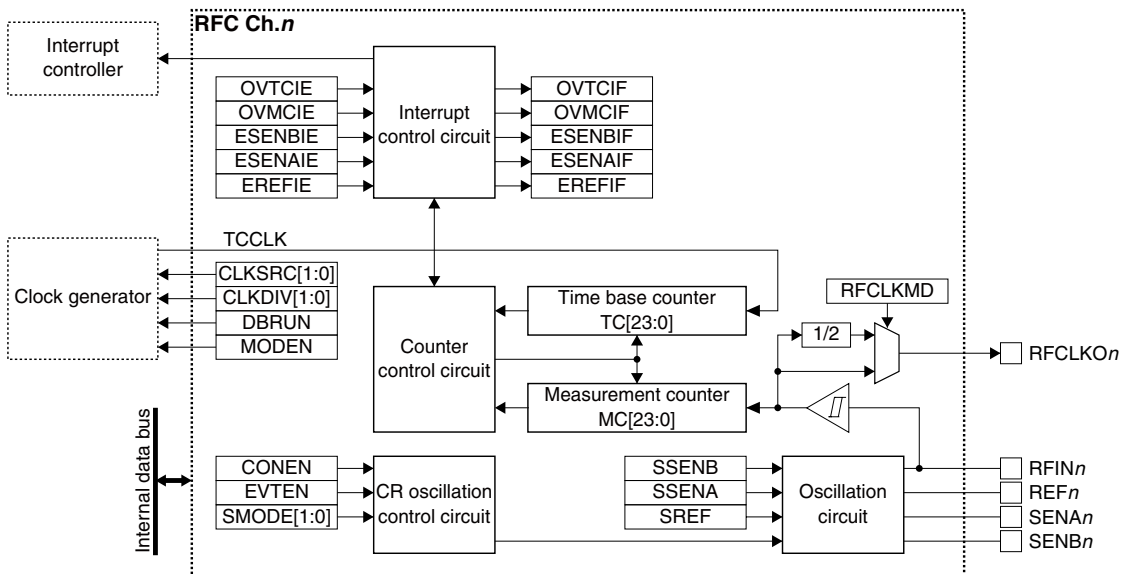 RFC Ch.n
Interrupt
controller
OVTCIE
OVMCIE
ESENBIE
ESENAIE
EREFIE
Interrupt
control circuit
OVTCIF
OVMCIF
ESENBIF
ESENAIF
EREFIF
TCCLK
Clock generator
CLKSRC[1:0]
CLKDIV[1:0]
DBRUN
MODEN
Counter
control circuit
Time base counter
TC[23:0]
Measurement counter
MC[23:0]
RFCLKMD
1/2
RFCLKOn
Internal data bus
CONEN
EVTEN
SMODE[1:0]
CR oscillation
control circuit
SSENB
SSENA
SREF
Oscillation
circuit
RFINn
REFn
SENAn
SENBn